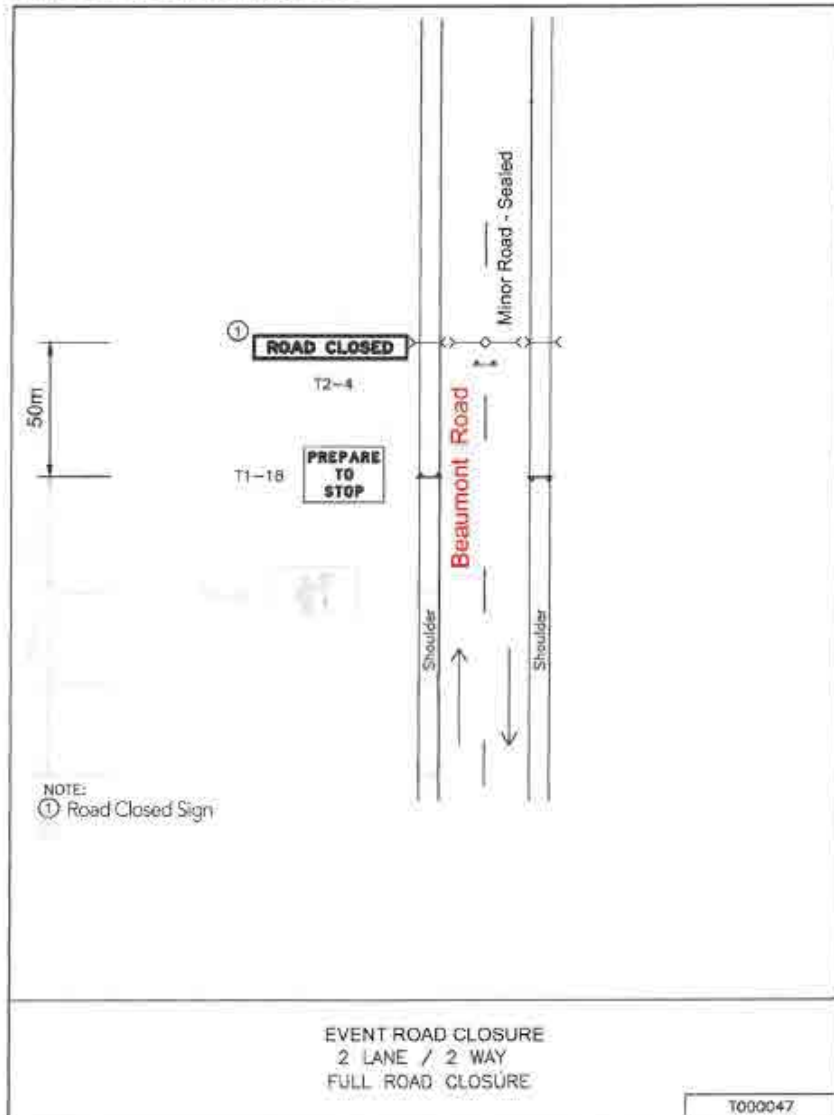 Minor Road - Sealed
①
ROAD CLOSED
T2-4
50m
T1-18
PREPARE
TO
STOP
Beaumont Road
Shoulder
Shoulder
NOTE:
① Road Closed Sign
EVENT ROAD CLOSURE
2 LANE / 2 WAY
FULL ROAD CLOSURE
T000047